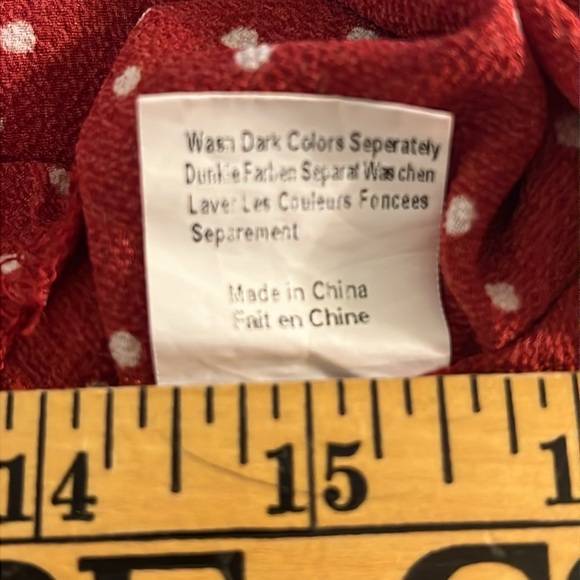 Wash Dark Colors Seperately
Dunkle Farben Separat Waschen
Laver Les Couleurs Foncees
Separement
Made in China
Fait en Chine
14 15